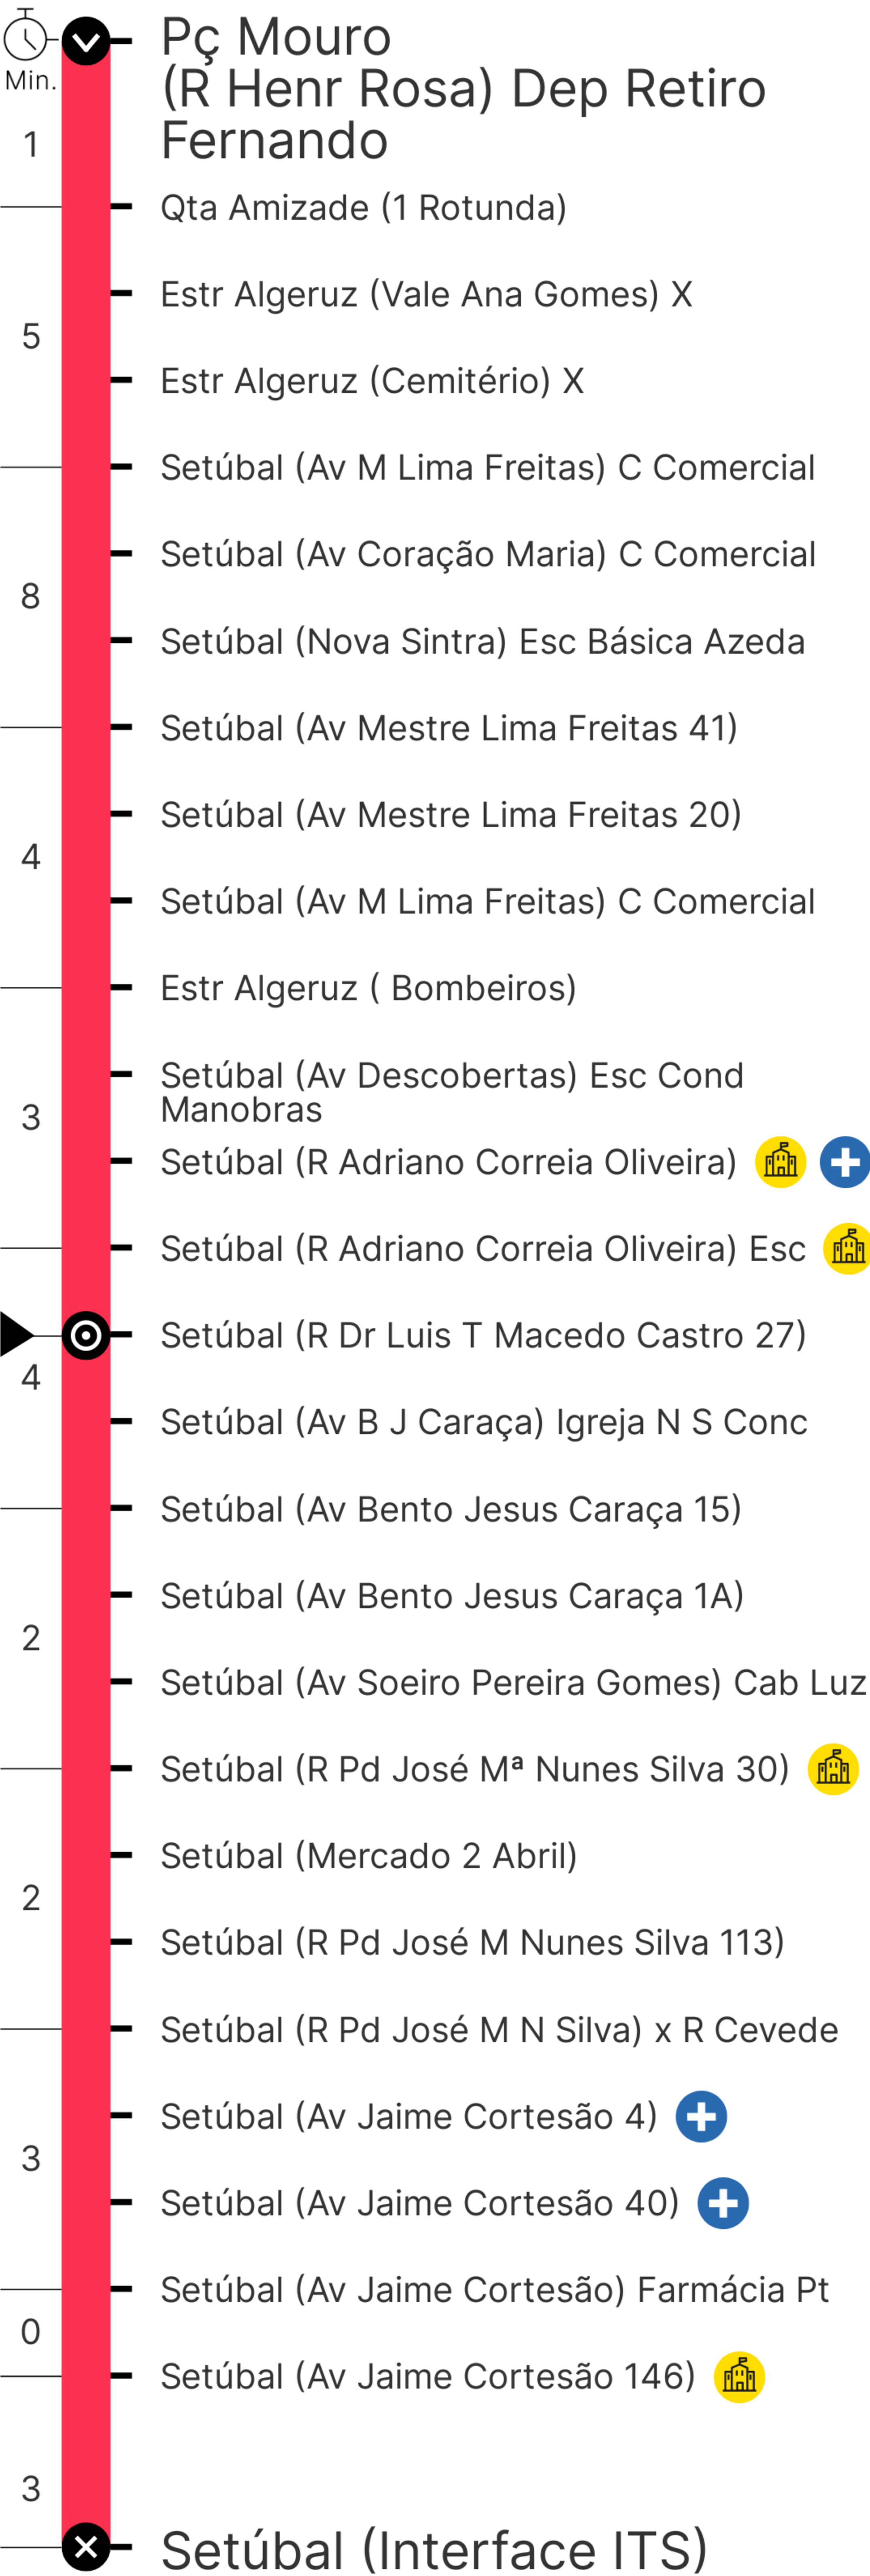 Pç Mouro
Min.
(R Henr Rosa) Dep Retiro
1
Fernando
Qta Amizade (1 Rotunda)
Estr Algeruz (Vale Ana Gomes) X
5
Estr Algeruz (Cemitério) X
Setúbal (Av M Lima Freitas) C Comercial
Setúbal (Av Coração Maria) C Comercial
8
Setúbal (Nova Sintra) Esc Básica Azeda
Setúbal (Av Mestre Lima Freitas 41)
Setúbal (Av Mestre Lima Freitas 20)
4
Setúbal (Av M Lima Freitas) C Comercial
Estr Algeruz ( Bombeiros)
Setúbal (Av Descobertas) Esc Cond
Manobras
3
Setúbal (R Adriano Correia Oliveira)
Setúbal (R Adriano Correia Oliveira) Esc
Setúbal (R Dr Luis T Macedo Castro 27)
4
Setúbal (Av B J Caraça) Igreja N S Conc
Setúbal (Av Bento Jesus Caraça 15)
Setúbal (Av Bento Jesus Caraça 1A)
2
Setúbal (Av Soeiro Pereira Gomes) Cab Luz
Setúbal (R Pd José Mª Nunes Silva 30)
Setúbal (Mercado 2 Abril)
2
Setúbal (R Pd José M Nunes Silva 113)
Setúbal (R Pd José M N Silva) x R Cevede
Setúbal (Av Jaime Cortesão 4)
3
Setúbal (Av Jaime Cortesão 40)
Setúbal (Av Jaime Cortesão) Farmácia Pt
0
Setúbal (Av Jaime Cortesão 146)
3
Setúbal (Interface ITS)